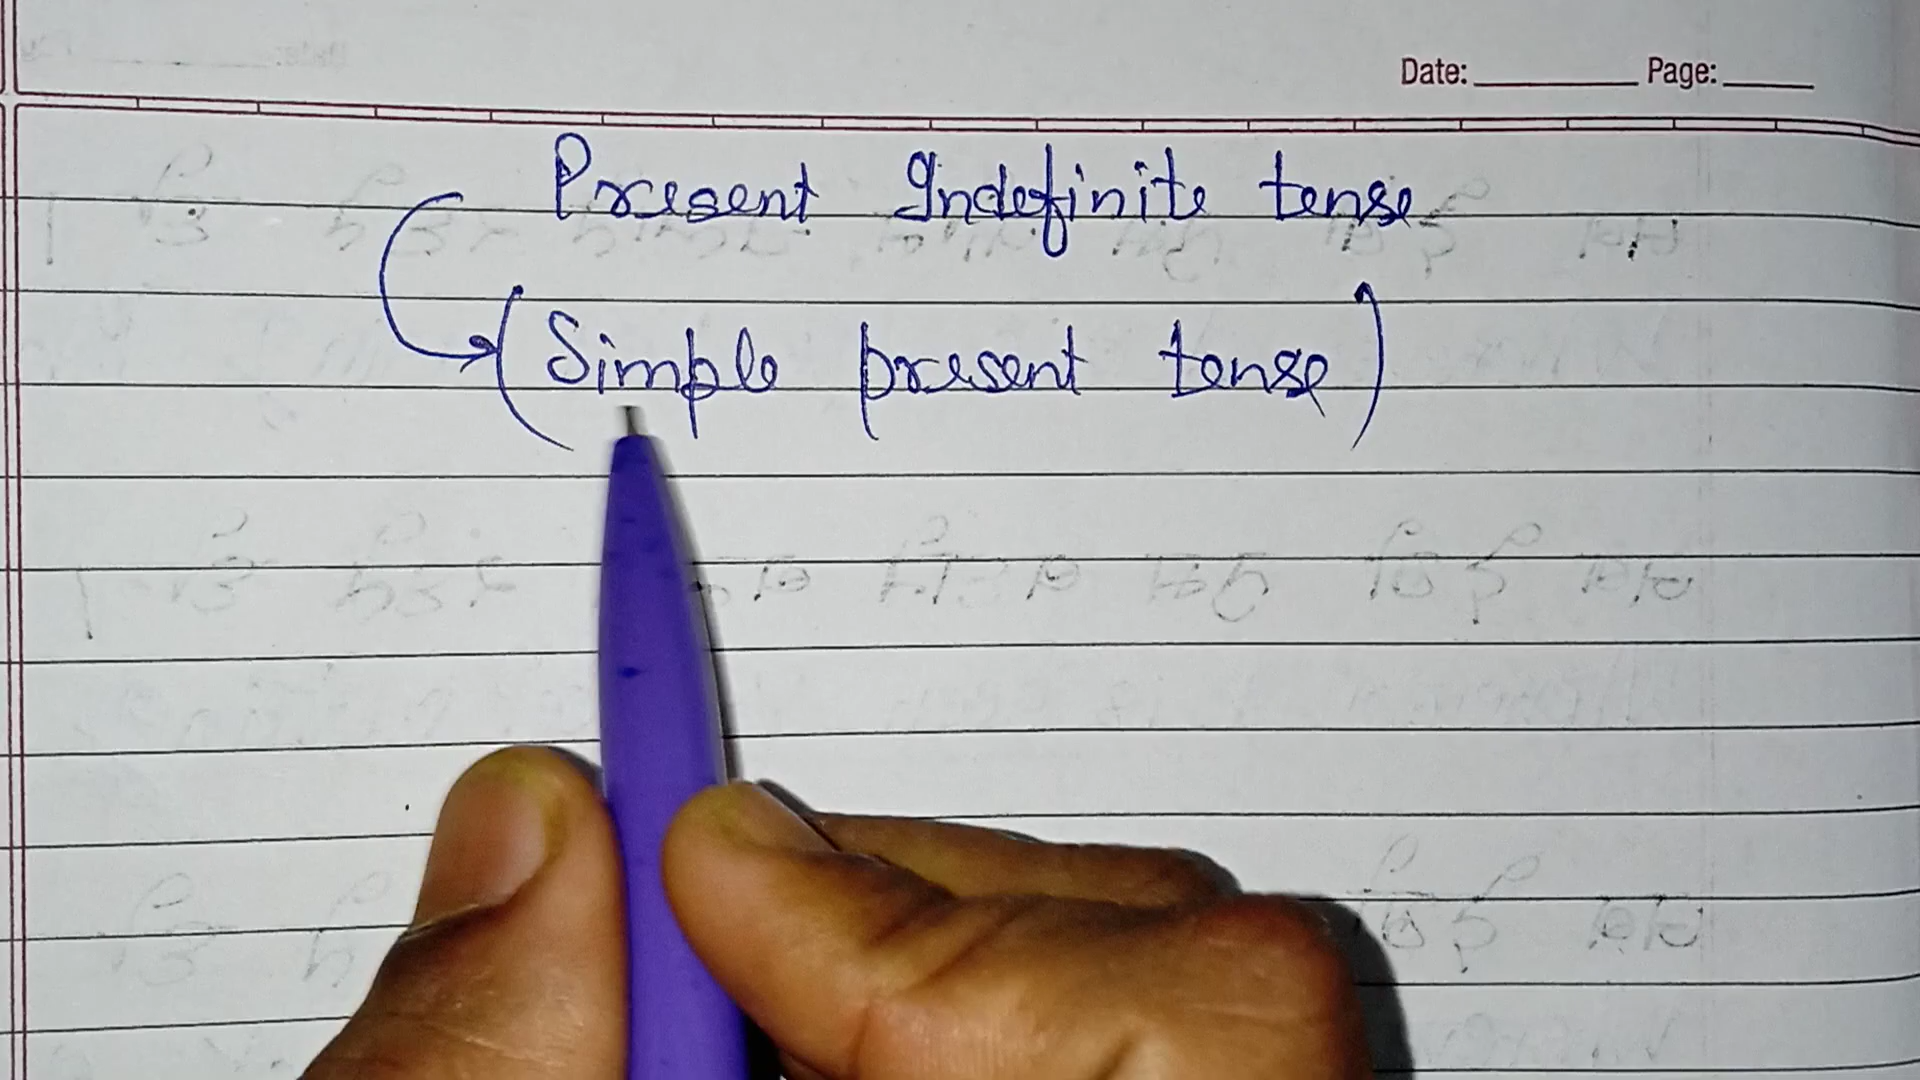 Date: Page:
Present Indefinite tense
(Simple present tense)